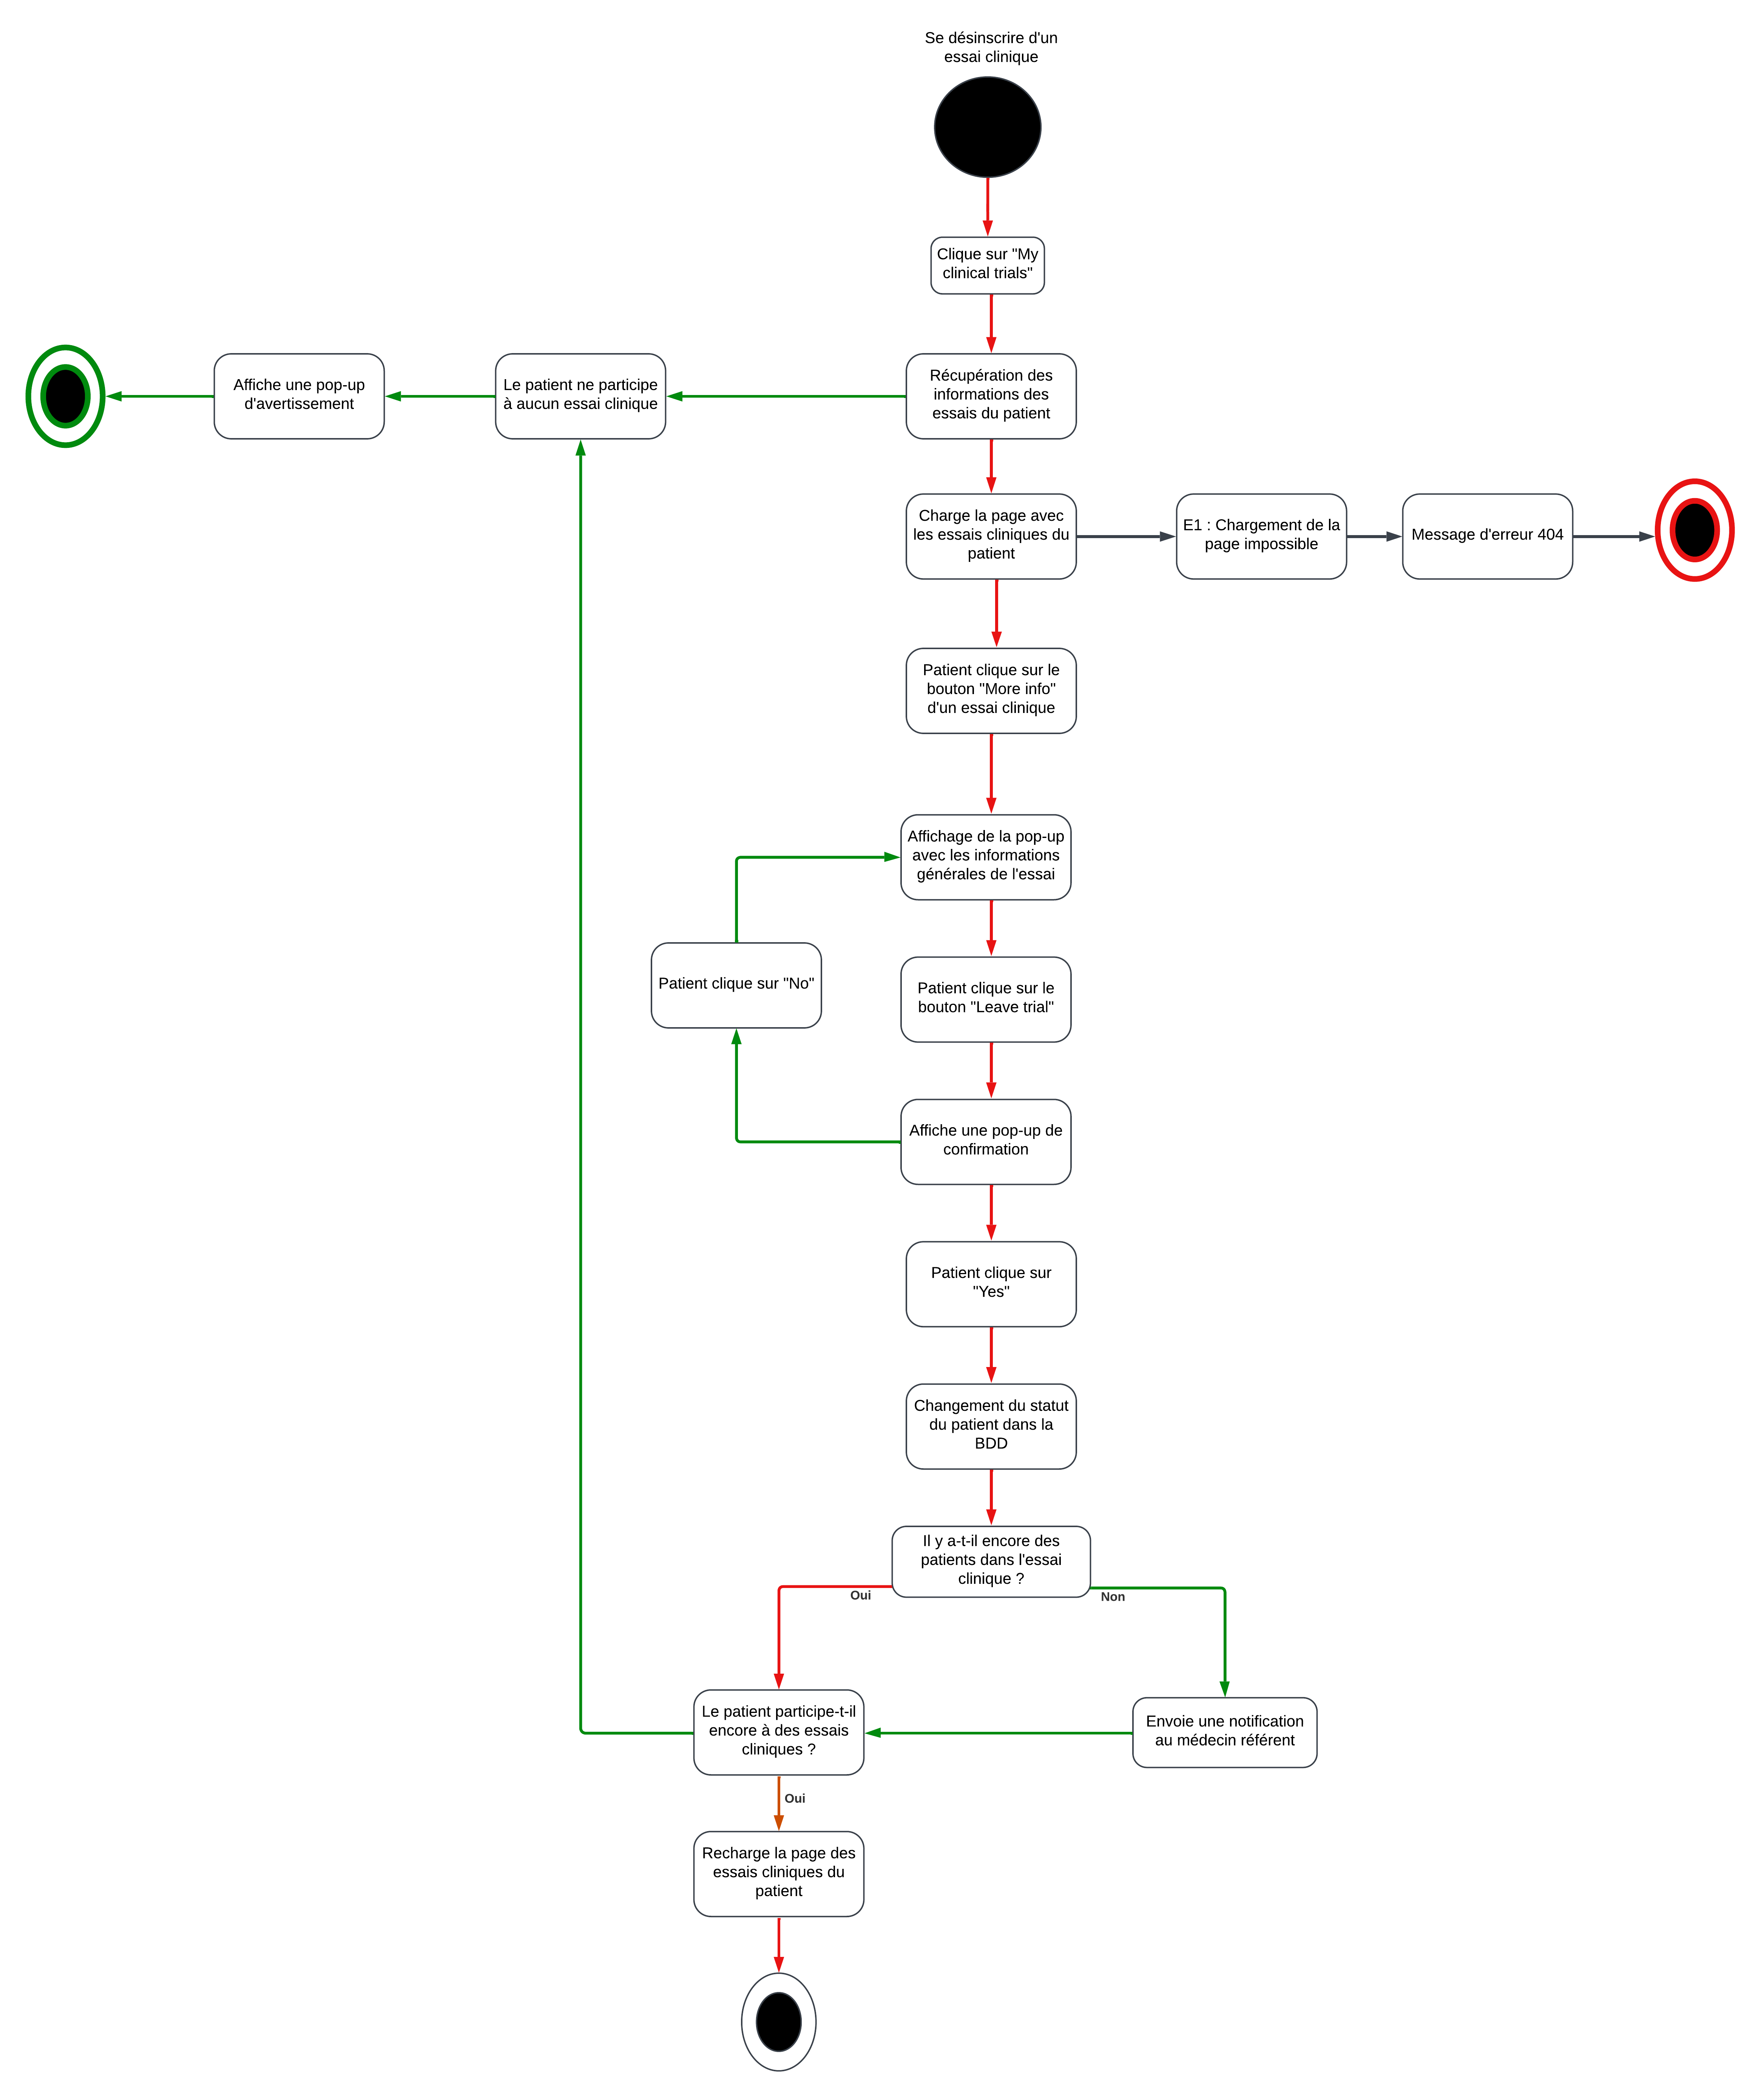 Se désinscrire d'un
essai clinique
Clique sur "My
clinical trials"
Affiche une pop-up
d'avertissement
Le patient ne participe
à aucun essai clinique
Récupération des
informations des
essais du patient
Charge la page avec
les essais cliniques du
patient
E1 : Chargement de la
page impossible
Message d'erreur 404
Patient clique sur le
bouton "More info"
d'un essai clinique
Affichage de la pop-up
avec les informations
générales de l'essai
Patient clique sur "No"
Patient clique sur le
bouton "Leave trial"
Affiche une pop-up de
confirmation
Patient clique sur
"Yes"
Changement du statut
du patient dans la
BDD
Il y a-t-il encore des
patients dans l'essai
clinique ?
Oui
Non
Le patient participe-t-il
encore à des essais
cliniques ?
Envoie une notification
au médecin référent
Oui
Recharge la page des
essais cliniques du
patient